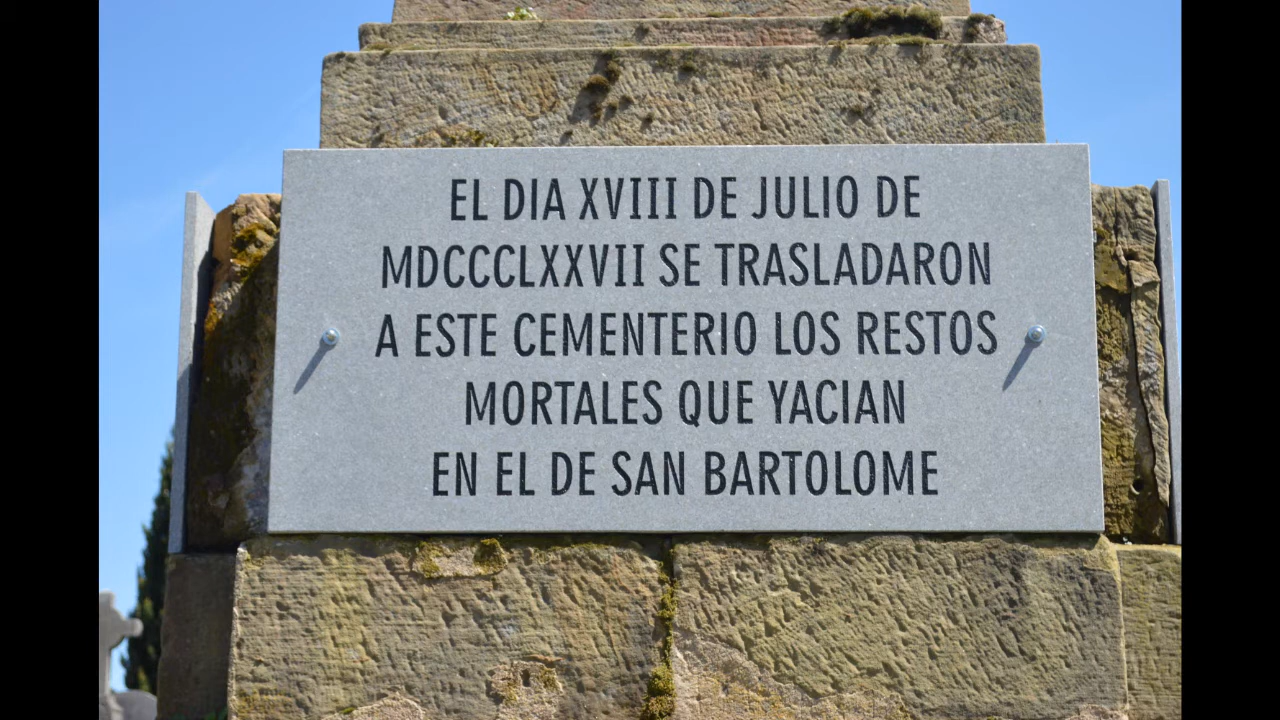 EL DIA XVIII DE JULIO DE
MDCCCLXXVII SE TRASLADARON
A ESTE CEMENTERIO LOS RESTOS
MORTALES QUE YACIAN
EN EL DE SAN BARTOLOME